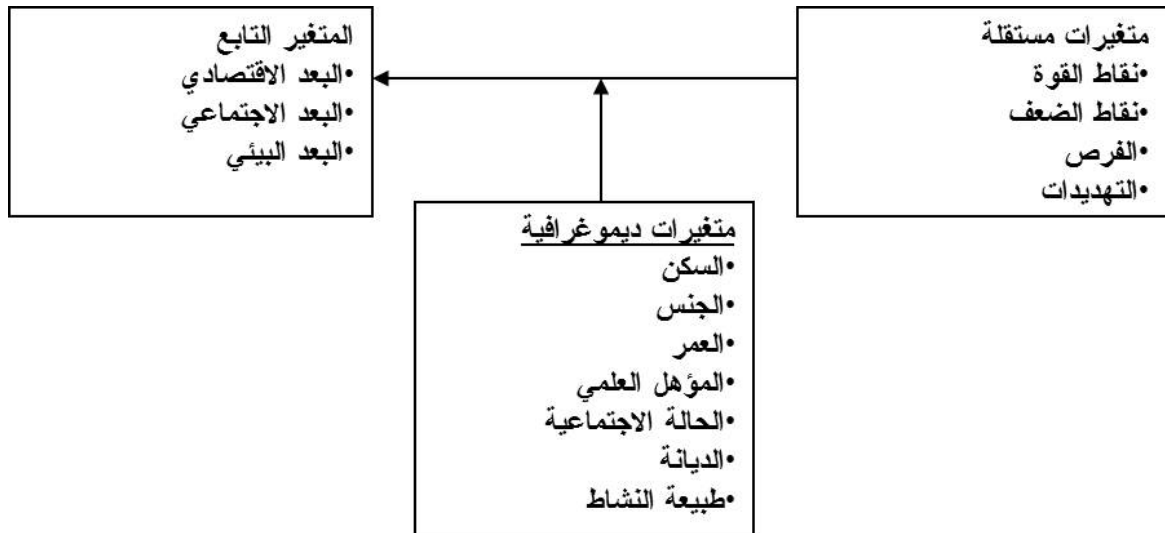 متغيرات مستقلة
•نقاط القوة
•نقاط الضعف
•الفرص
•التهديدات
المتغير التابع
•البعد الاقتصادي
•البعد الاجتماعي
•البعد البيئي
متغيرات ديموغرافية
•السكن
•الجنس
•العمر
•المؤهل العلمي
•الحالة الاجتماعية
•الديانة
•طبيعة النشاط